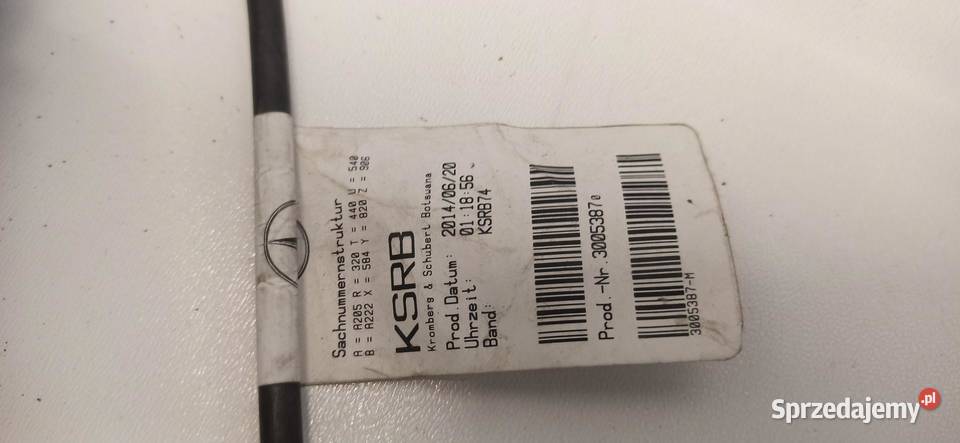 Sachnummernstruktur
A = A205 R = 320 T = 440 U = 540
B = A222 X = 584 Y = 820 Z = 906
KSRB
Kromberg & Schubert Botswana
Prod.Datum: 2014/06/20
Uhrzeit: 01:18:56
Band: KSRB74
Prod.-Nr.30053870
3005387-M
Sprzedajemy.pl